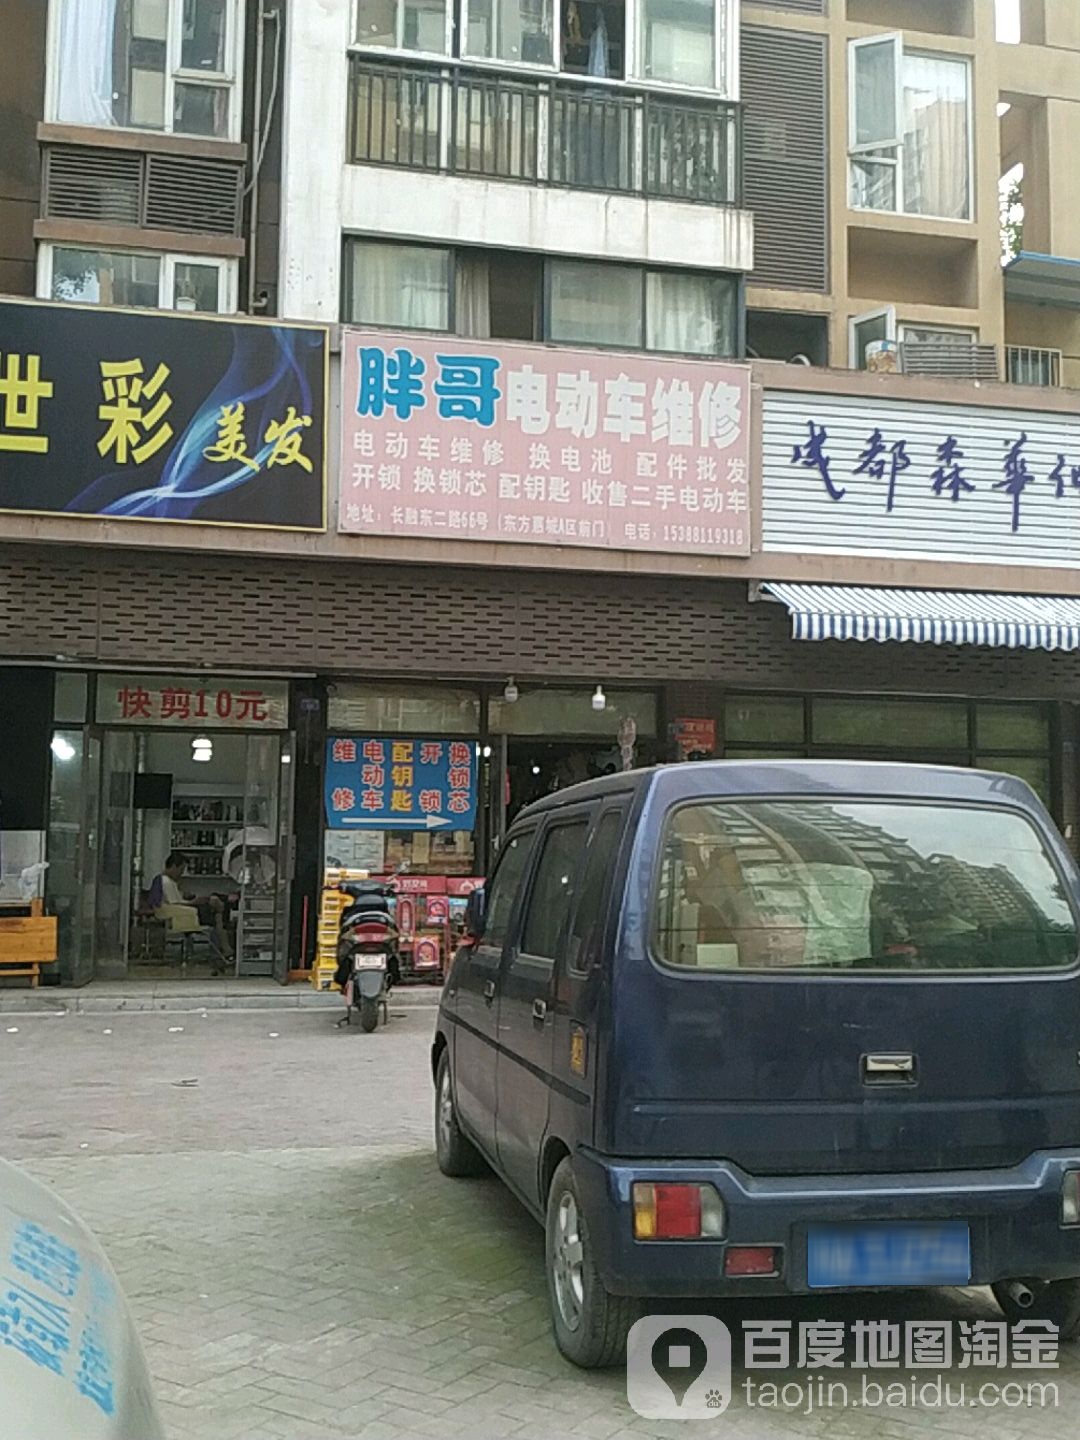 世彩
美发
胖哥电动车维修
电动车维修 换电池 配件批发
开锁 换锁芯 配钥匙 收售二手电动车
地址：长融东二路66号（东方惠城A区前门） 电话：15388119318
成都森華
快剪10元
维修
电动车
配钥匙
开锁
换锁芯
百度地图淘金
taojin.baidu.com